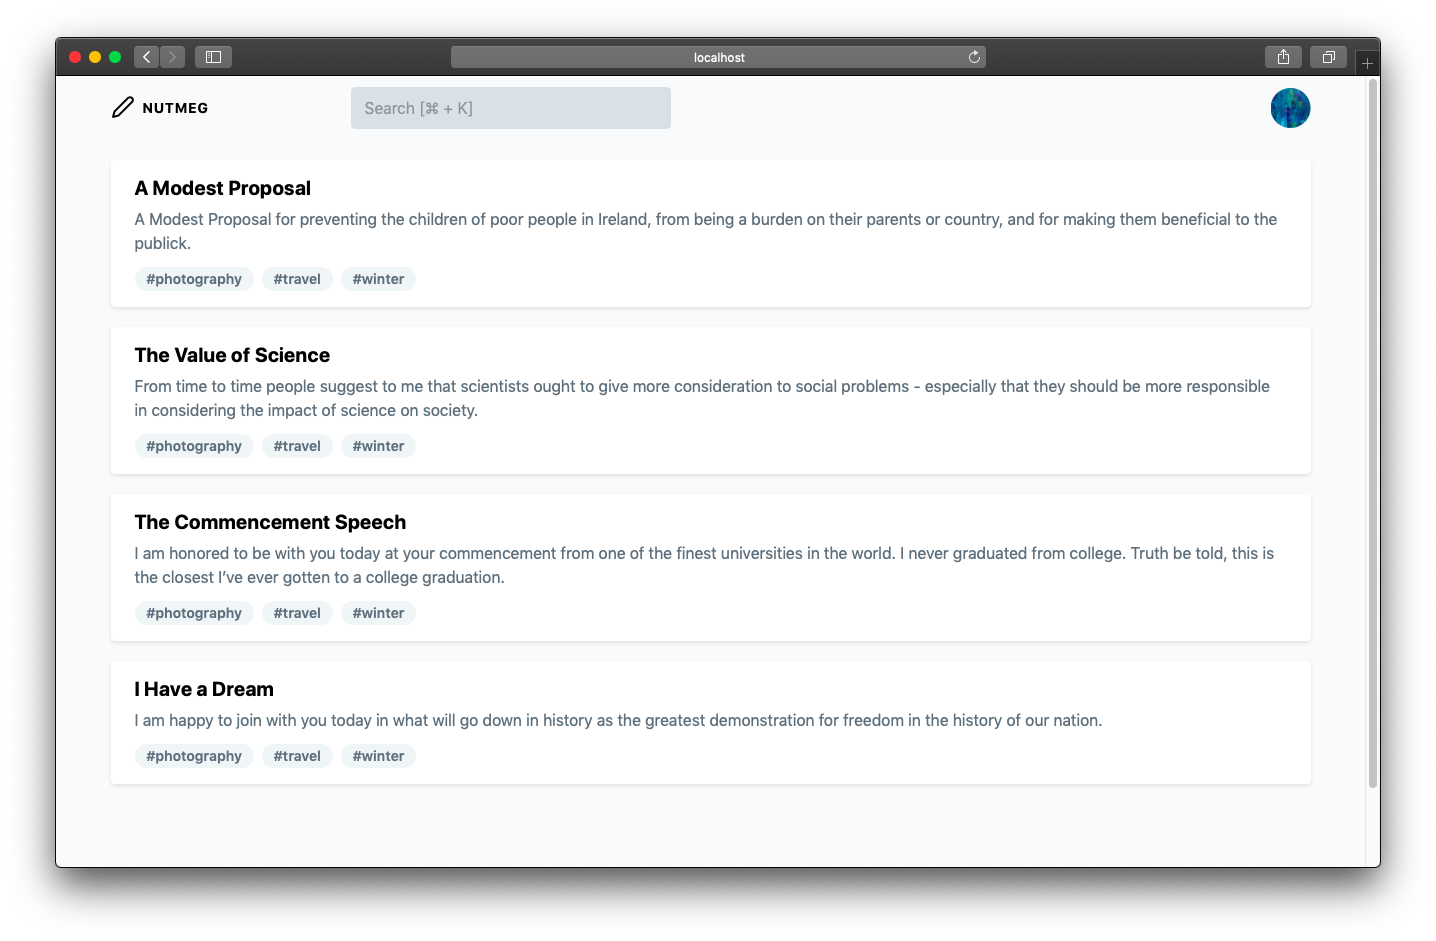 localhost
NUTMEG
Search [⌘ + K]
A Modest Proposal
A Modest Proposal for preventing the children of poor people in Ireland, from being a burden on their parents or country, and for making them beneficial to the
publick.
#photography #travel #winter
The Value of Science
From time to time people suggest to me that scientists ought to give more consideration to social problems - especially that they should be more responsible
in considering the impact of science on society.
#photography #travel #winter
The Commencement Speech
I am honored to be with you today at your commencement from one of the finest universities in the world. I never graduated from college. Truth be told, this is
the closest I’ve ever gotten to a college graduation.
#photography #travel #winter
I Have a Dream
I am happy to join with you today in what will go down in history as the greatest demonstration for freedom in the history of our nation.
#photography #travel #winter